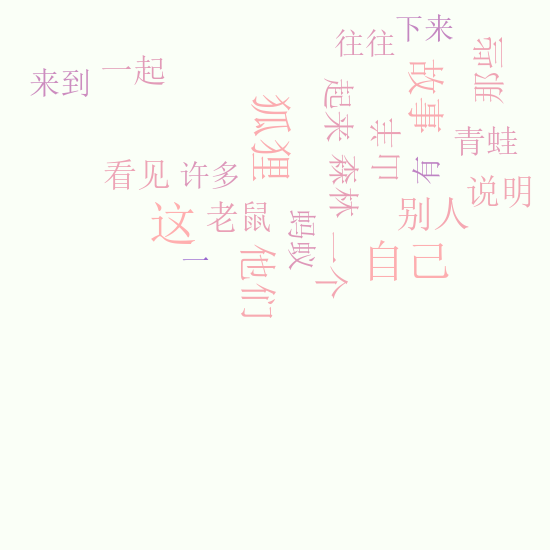 下来
往往
一起
来到
故事
起来
狐狸
青蛙
有
森林
看见
许多
说明
这
老鼠
别人
蚂蚁
一个
自己
他们
一